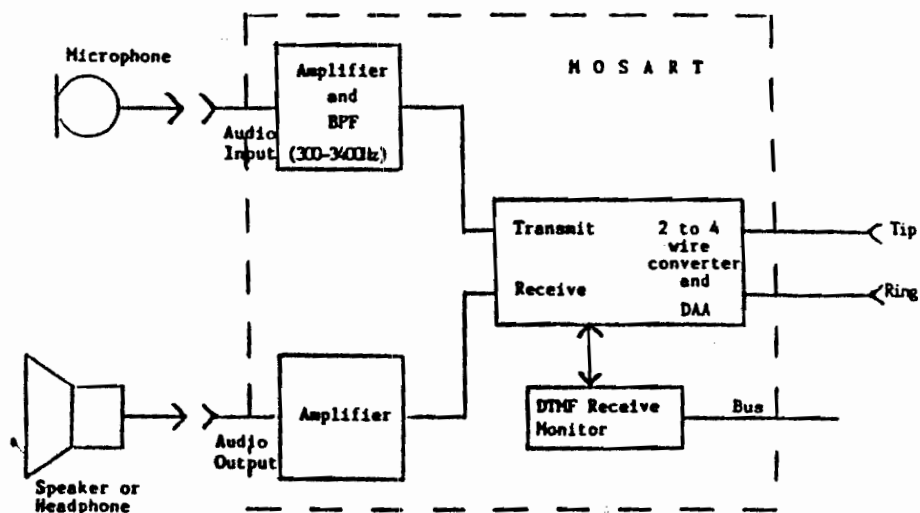 Microphone
MOSART
Amplifier
and
BPF
(300-3400Hz)
Audio
Input
Transmit
Receive
2 to 4
wire
converter
and
DAA
Tip
Ring
DTMF Receive
Monitor
Bus
Amplifier
Audio
Output
Speaker or
Headphone